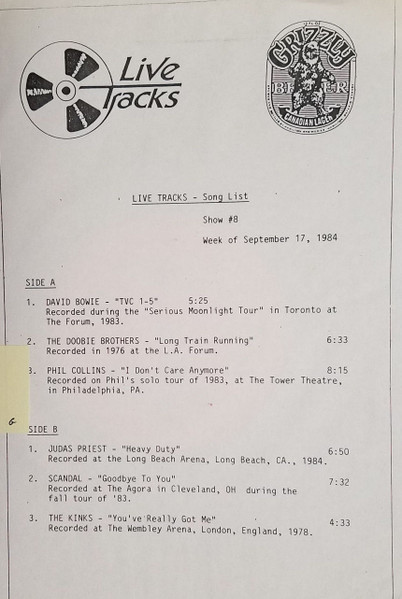 Live
Tracks
GRIZZLY
BEER
CANADIAN LAGER
LIVE TRACKS - Song List
Show #8
Week of September 17, 1984
SIDE A
1. DAVID BOWIE - "TVC 1-5" 5:25
Recorded during the "Serious Moonlight Tour" in Toronto at
The Forum, 1983.
2. THE DOOBIE BROTHERS - "Long Train Running" 6:33
Recorded in 1976 at the L.A. Forum.
3. PHIL COLLINS - "I Don't Care Anymore" 8:15
Recorded on Phil's solo tour of 1983, at The Tower Theatre,
in Philadelphia, PA.
SIDE B
1. JUDAS PRIEST - "Heavy Duty" 6:50
Recorded at the Long Beach Arena, Long Beach, CA., 1984.
2. SCANDAL - "Goodbye To You" 7:32
Recorded at The Agora in Cleveland, OH during the
fall tour of '83.
3. THE KINKS - "You've Really Got Me" 4:33
Recorded at The Wembley Arena, London, England, 1978.